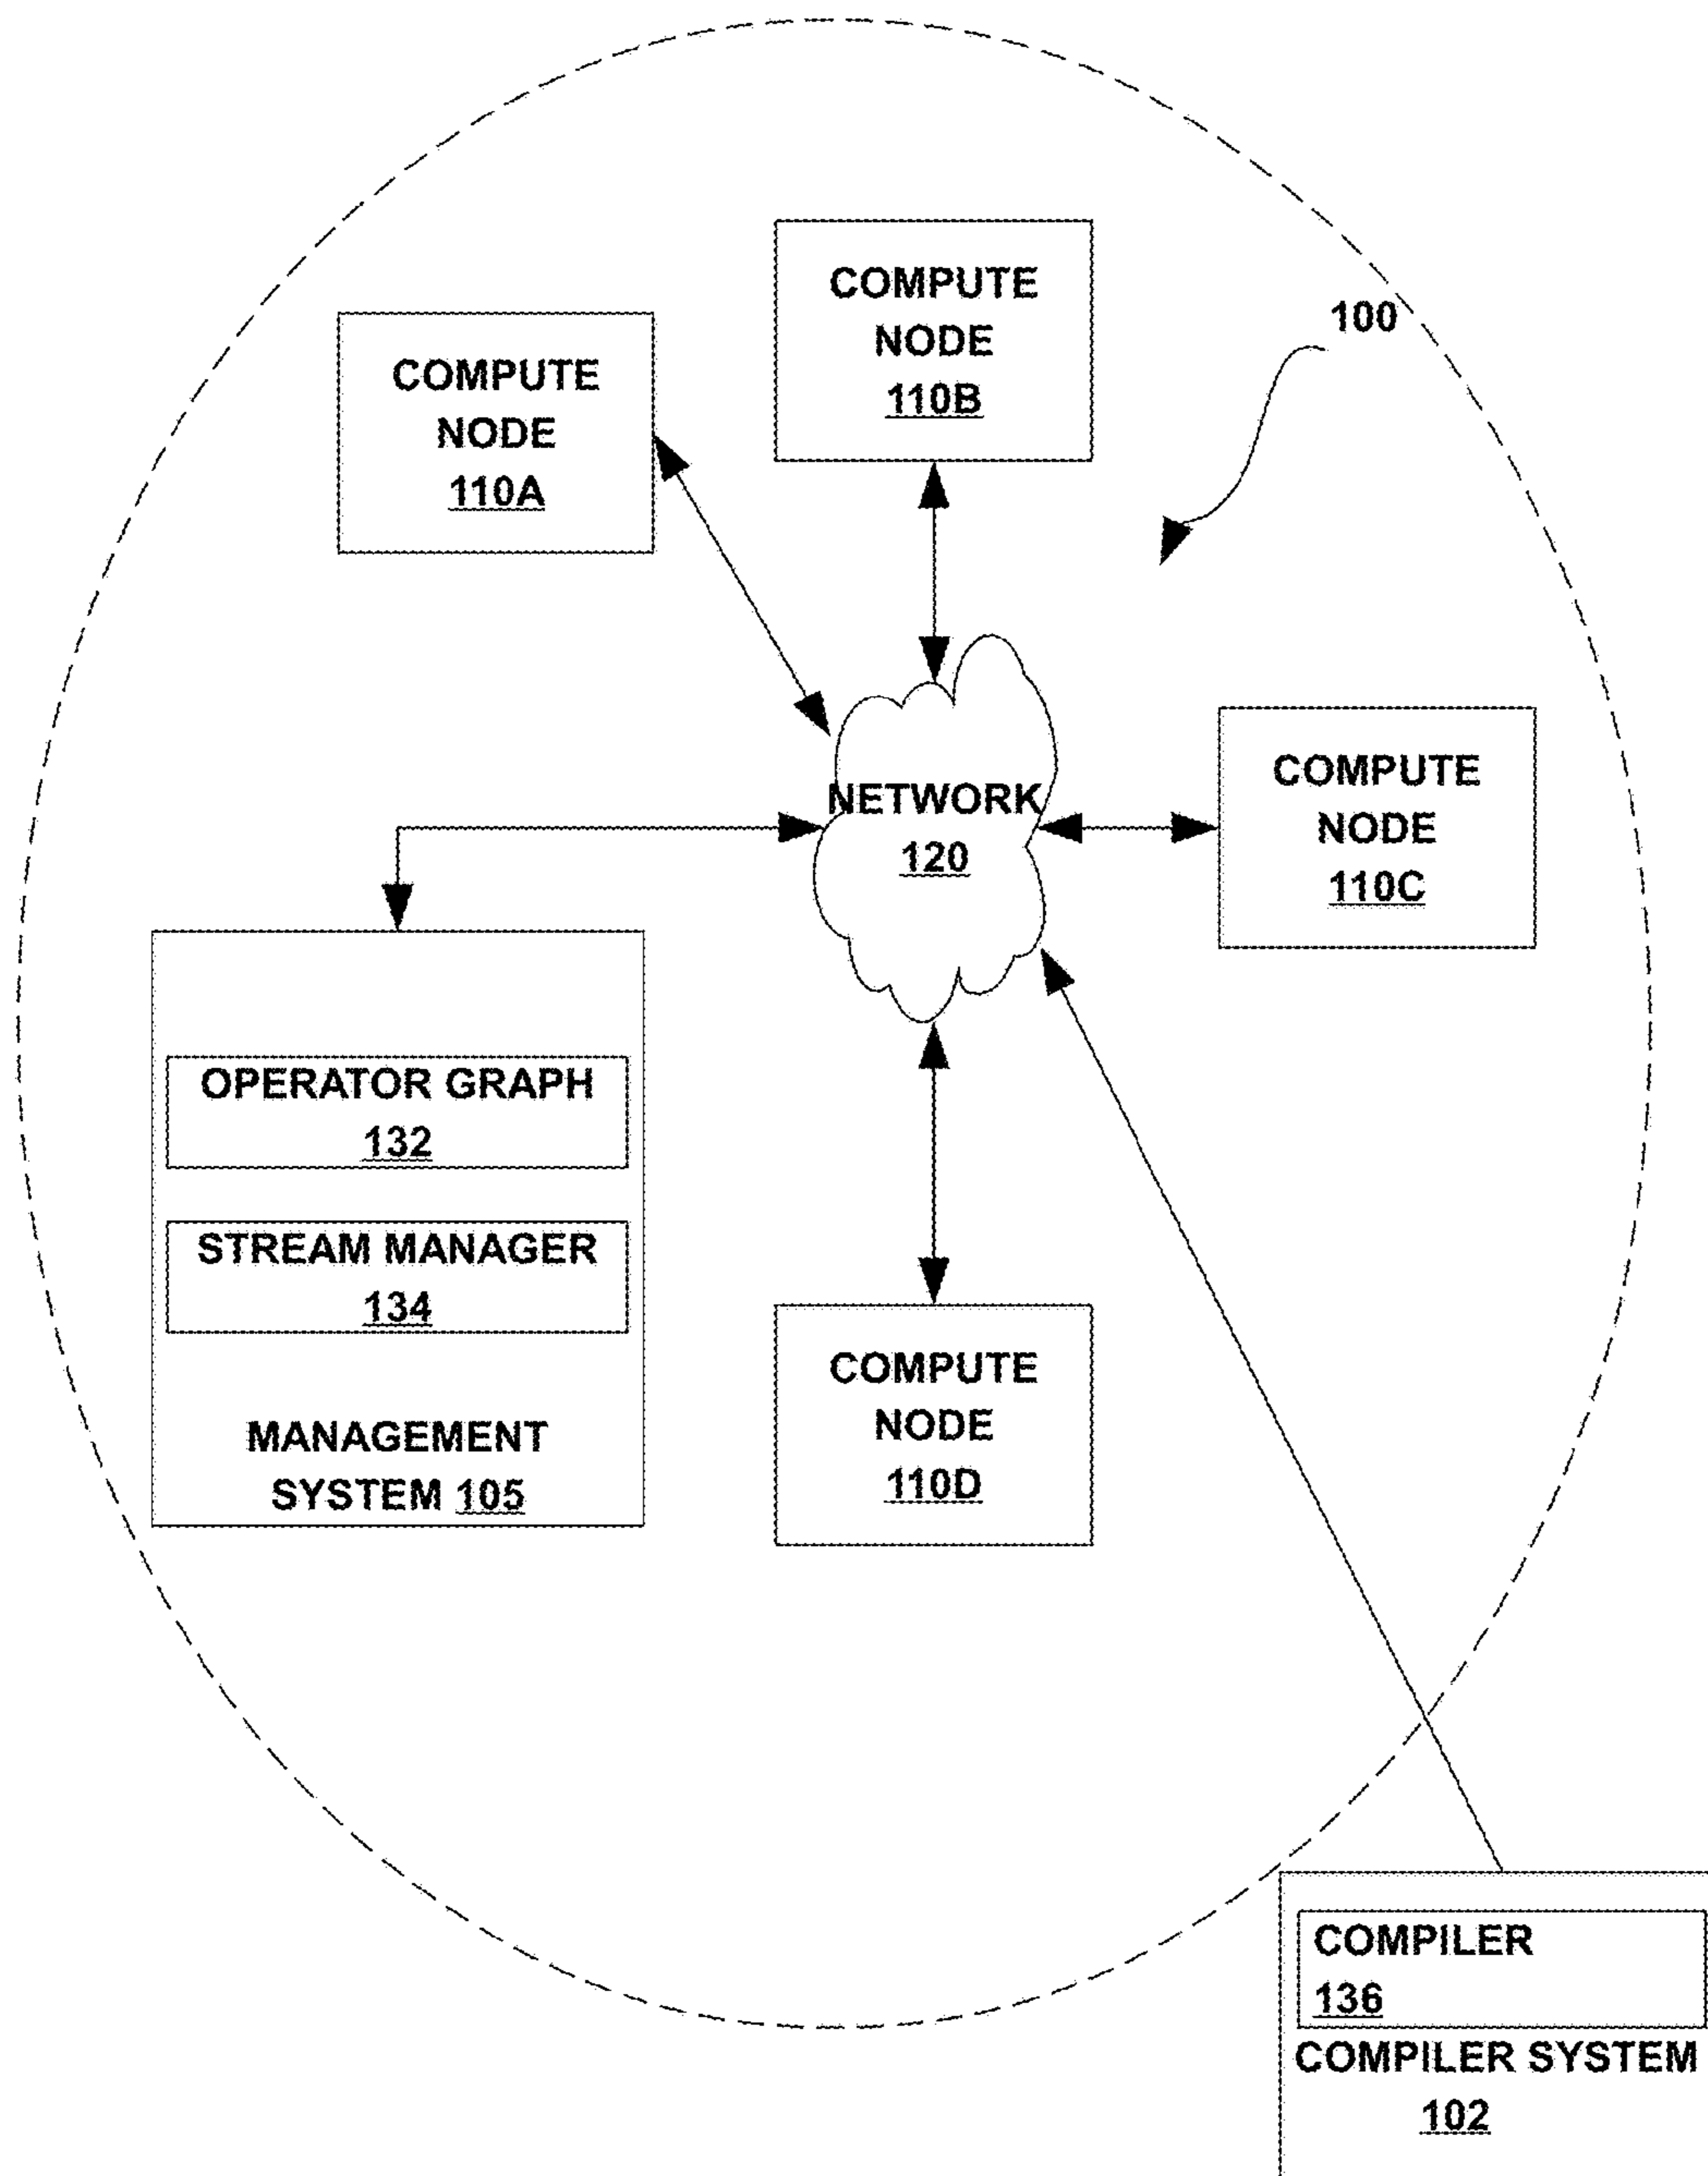 COMPUTE
NODE
110B
100
COMPUTE
NODE
110A
NETWORK
120
COMPUTE
NODE
110C
OPERATOR GRAPH
132
STREAM MANAGER
134
MANAGEMENT
SYSTEM 105
COMPUTE
NODE
110D
COMPILER
136
COMPILER SYSTEM
102